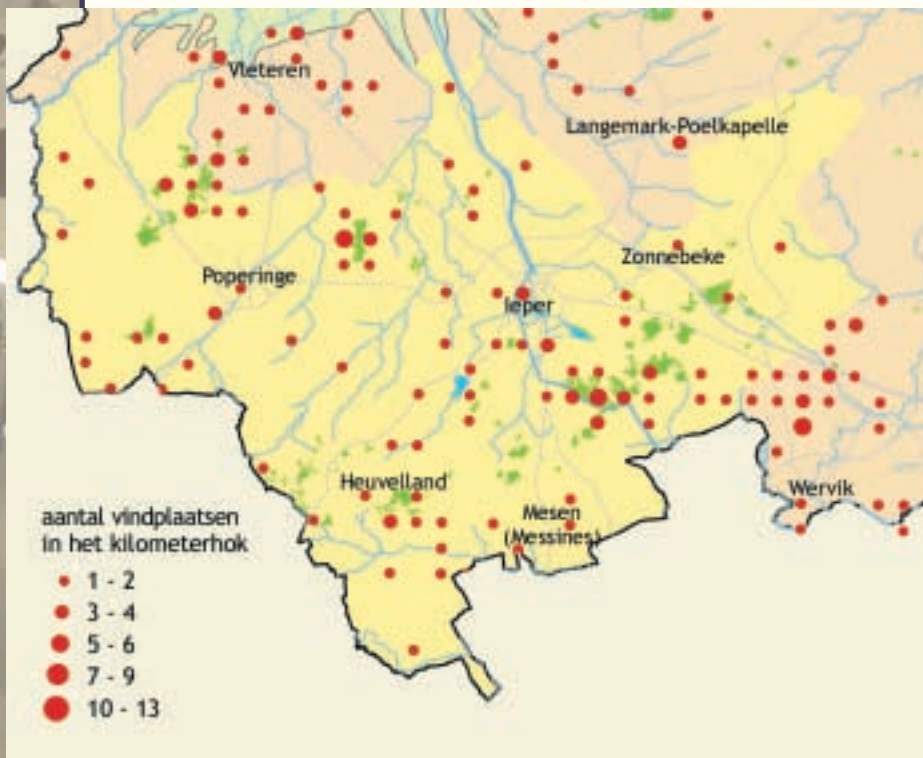 Vleteren
Langemark-Poelkapelle
Zonnebeke
Poperinge
Ieper
Heuvelland
Mesen
(Messines)
Wervik
aantal vindplaatsen
in het kilometerhok
1 - 2
3 - 4
5 - 6
7 - 9
10 - 13